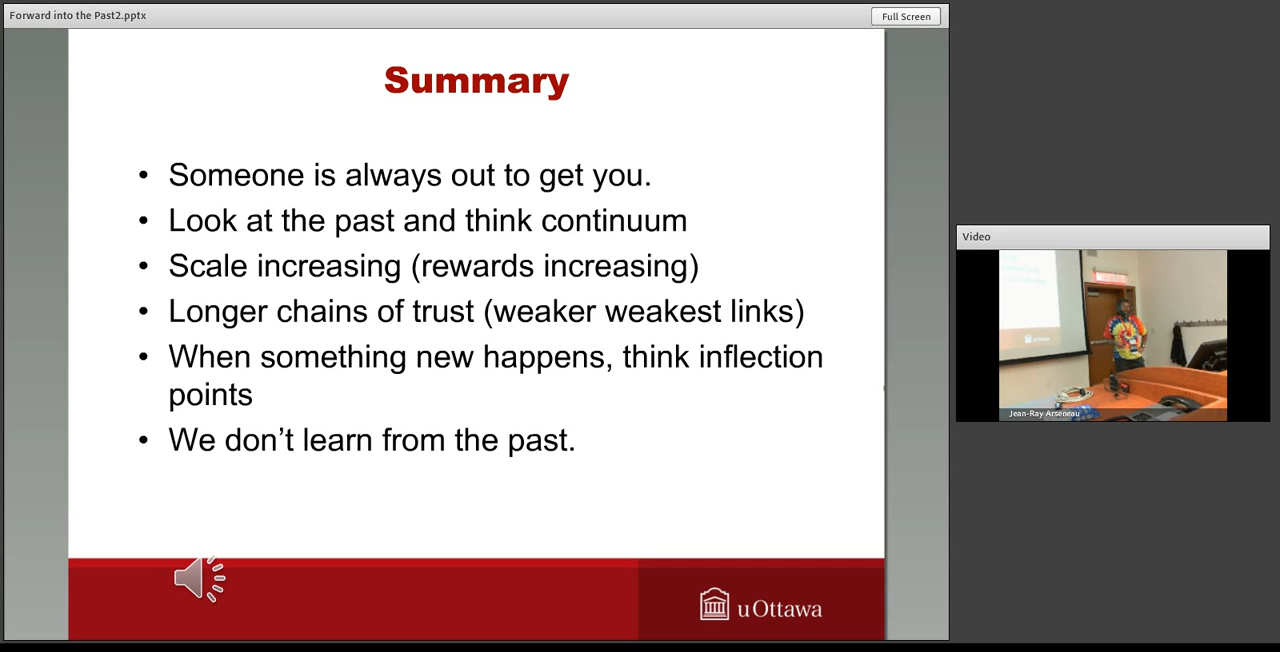 Forward into the Past2.pptx
Full Screen
Summary
• Someone is always out to get you.
• Look at the past and think continuum
• Scale increasing (rewards increasing)
• Longer chains of trust (weaker weakest links)
• When something new happens, think inflection
points
• We don’t learn from the past.
uOttawa
Video
uOttawa
Jean-Ray Arseneau